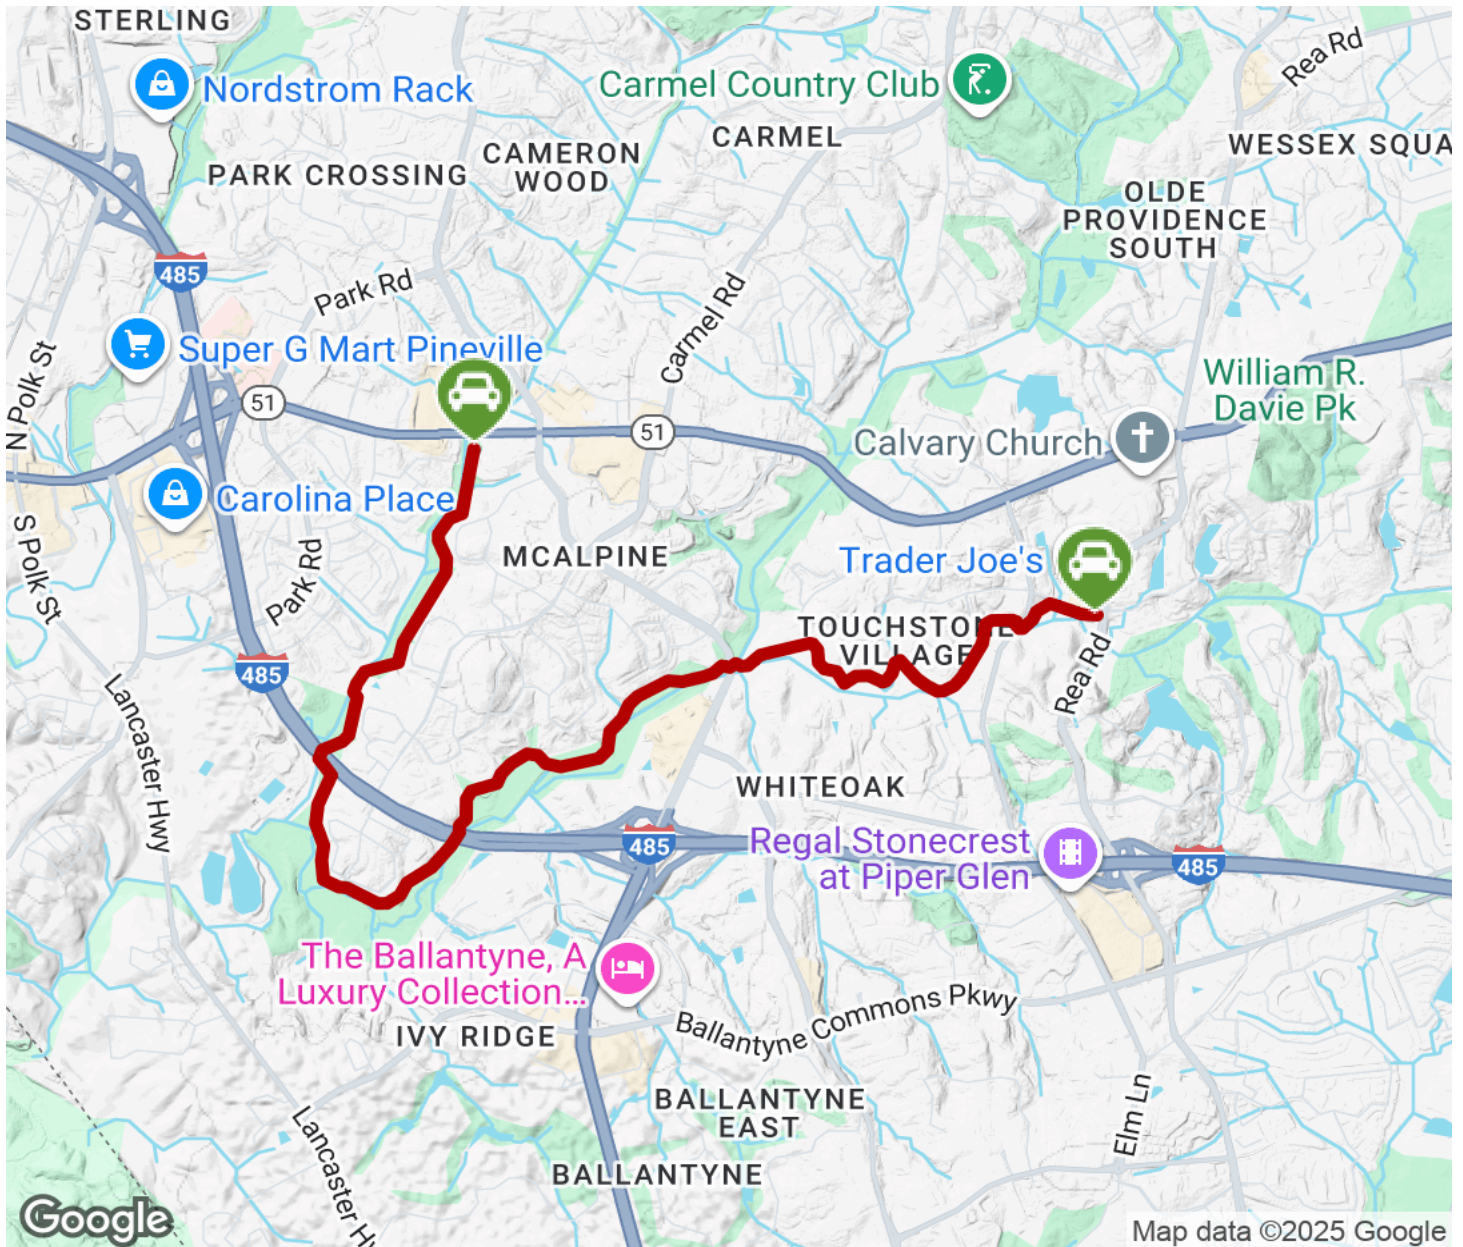 STERLING
Nordstrom Rack
Carmel Country Club
Rea Rd
CARMEL
WESSEX SQUA
PARK CROSSING
CAMERON
WOOD
OLDE
PROVIDENCE
SOUTH
485
Park Rd
Carmel Rd
Super G Mart Pineville
N Polk St
51
51
William R.
Davie Pk
Calvary Church
Carolina Place
S Polk St
Park Rd
MCALPINE
Trader Joe's
TOUCHSTONE
VILLAGE
Rea Rd
485
Lancaster Hwy
WHITEOAK
485
Regal Stonecrest
at Piper Glen
485
The Ballantyne, A
Luxury Collection...
IVY RIDGE
Ballantyne Commons Pkwy
BALLANTYNE
EAST
Elm Ln
Lancaster Hw
BALLANTYNE
Google
Map data ©2025 Google